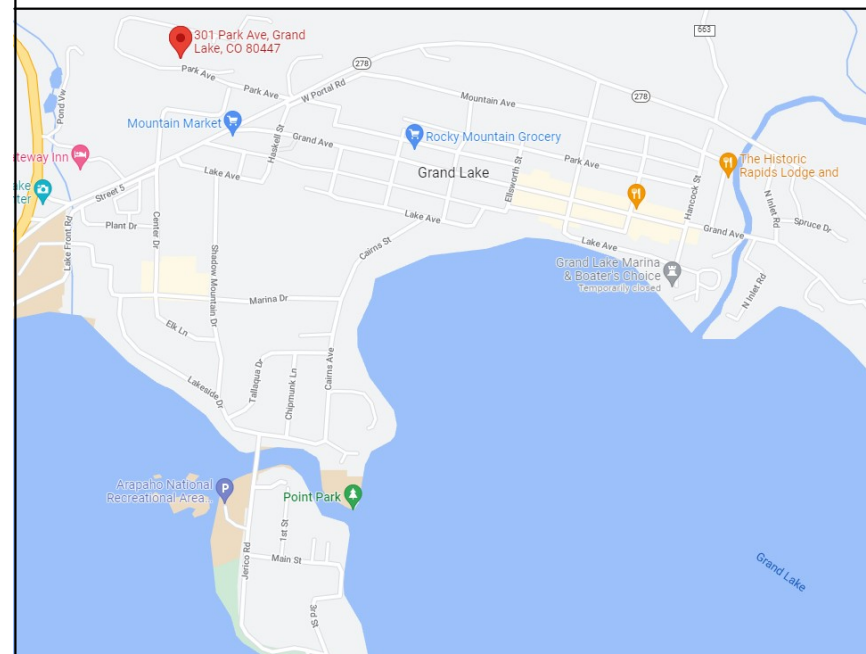 301 Park Ave, Grand
Lake, CO 80447
663
278
Park Ave
Park Ave
W Portal Rd
Mountain Ave
278
Pond Vw
Mountain Market
Haskell St
Grand Ave
Rocky Mountain Grocery
teway Inn
Lake Ave
Grand Lake
Park Ave
The Historic
Rapids Lodge and
ake
ter
Street 5
Ellsworth St
Hancock St
Lake Ave
Plant Dr
Center Dr
Cairns St
Lake Ave
Grand Ave
N Inlet Rd
Spruce Dr
Lake Front Rd
Shadow Mountain Dr
Grand Lake Marina
& Boater's Choice
Temporarily closed
N Inlet Rd
Marina Dr
Elk Ln
Lakeside Dr
Tallaqua Dr
Chipmunk Ln
Cairns Ave
Arapaho National
Recreational Area...
P
Point Park
1st St
Jerico Rd
Main St
3rd St
Grand Lake